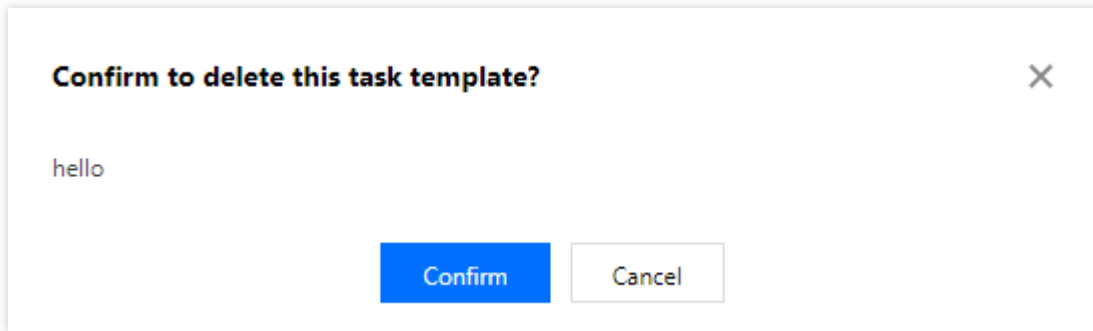 Confirm to delete this task template?
hello
Confirm
Cancel